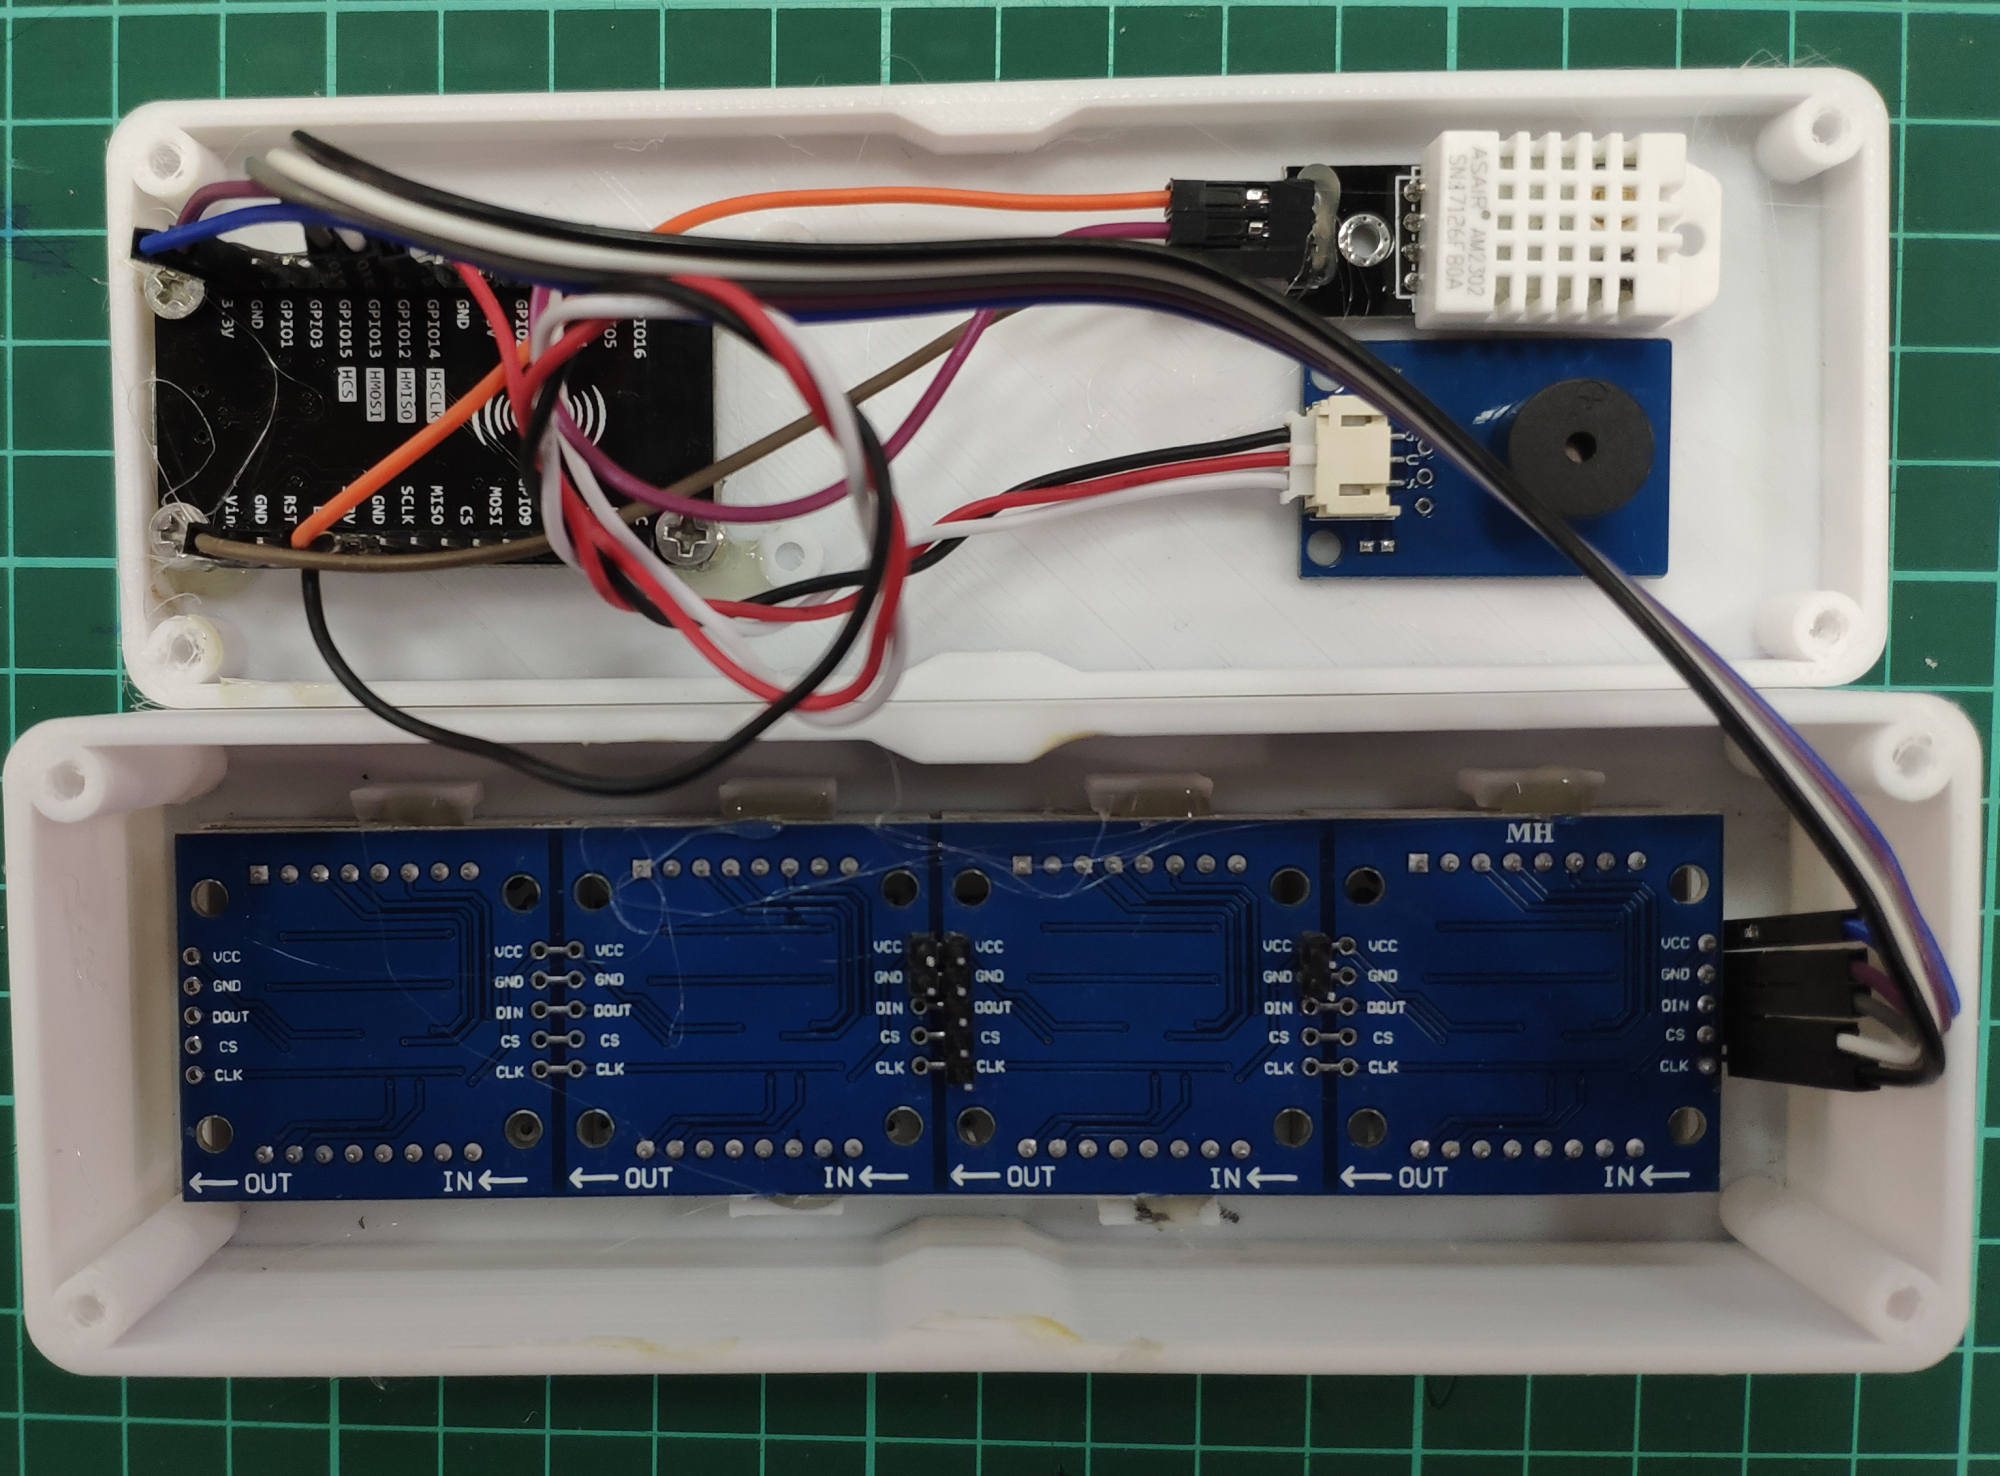 ASAIR® AM2302
3.3V
GND
GPIO1
GPIO3
GPIO15 HCS
GPIO13 HMOSI
GPIO12 HMISO
GPIO14 HSCLK
GND
Vin
GND
RST
GND
SCLK
MISO
CS
MOSI
MH
VCC
GND
DOUT
CS
CLK
VCC
GND
DIN
CS
CLK
VCC
GND
DOUT
CS
CLK
VCC
GND
DIN
CS
CLK
VCC
GND
DOUT
CS
CLK
VCC
GND
DIN
CS
CLK
VCC
GND
DOUT
CS
CLK
VCC
GND
DIN
CS
CLK
←OUT IN←
←OUT IN←
←OUT IN←
←OUT IN←